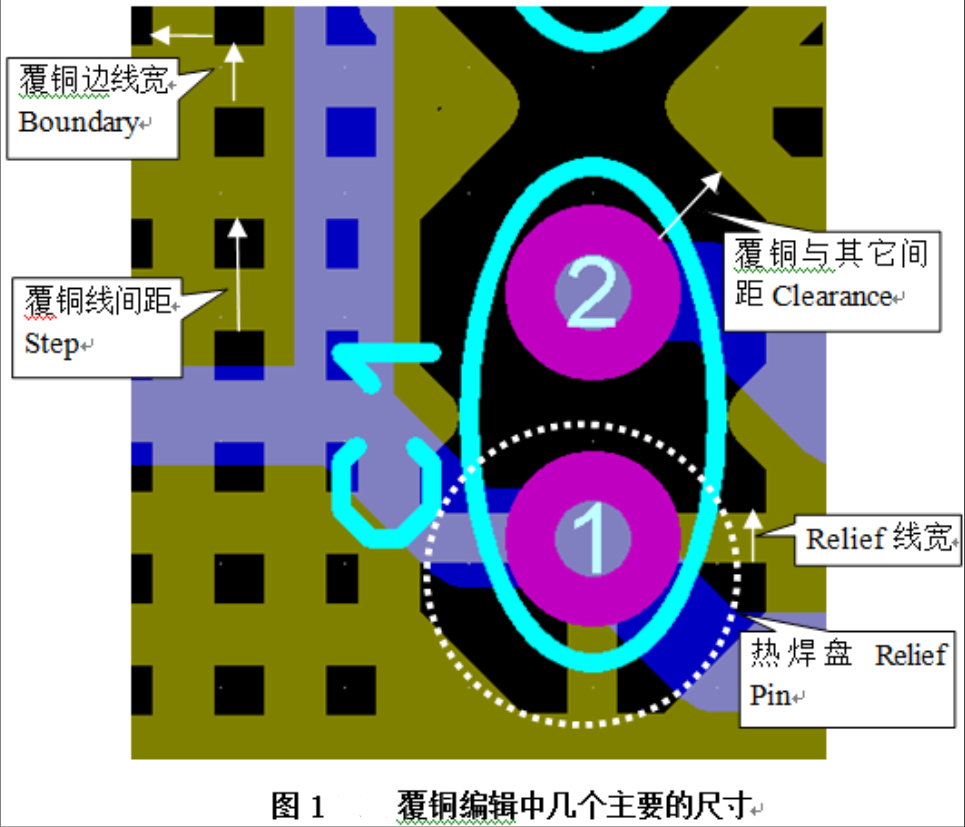 覆铜边线宽
Boundary
2
覆铜与其它间
距 Clearance
覆铜线间距
Step
C1
1
Relief 线宽
热焊盘 Relief
Pin
图 1 覆铜编辑中几个主要的尺寸